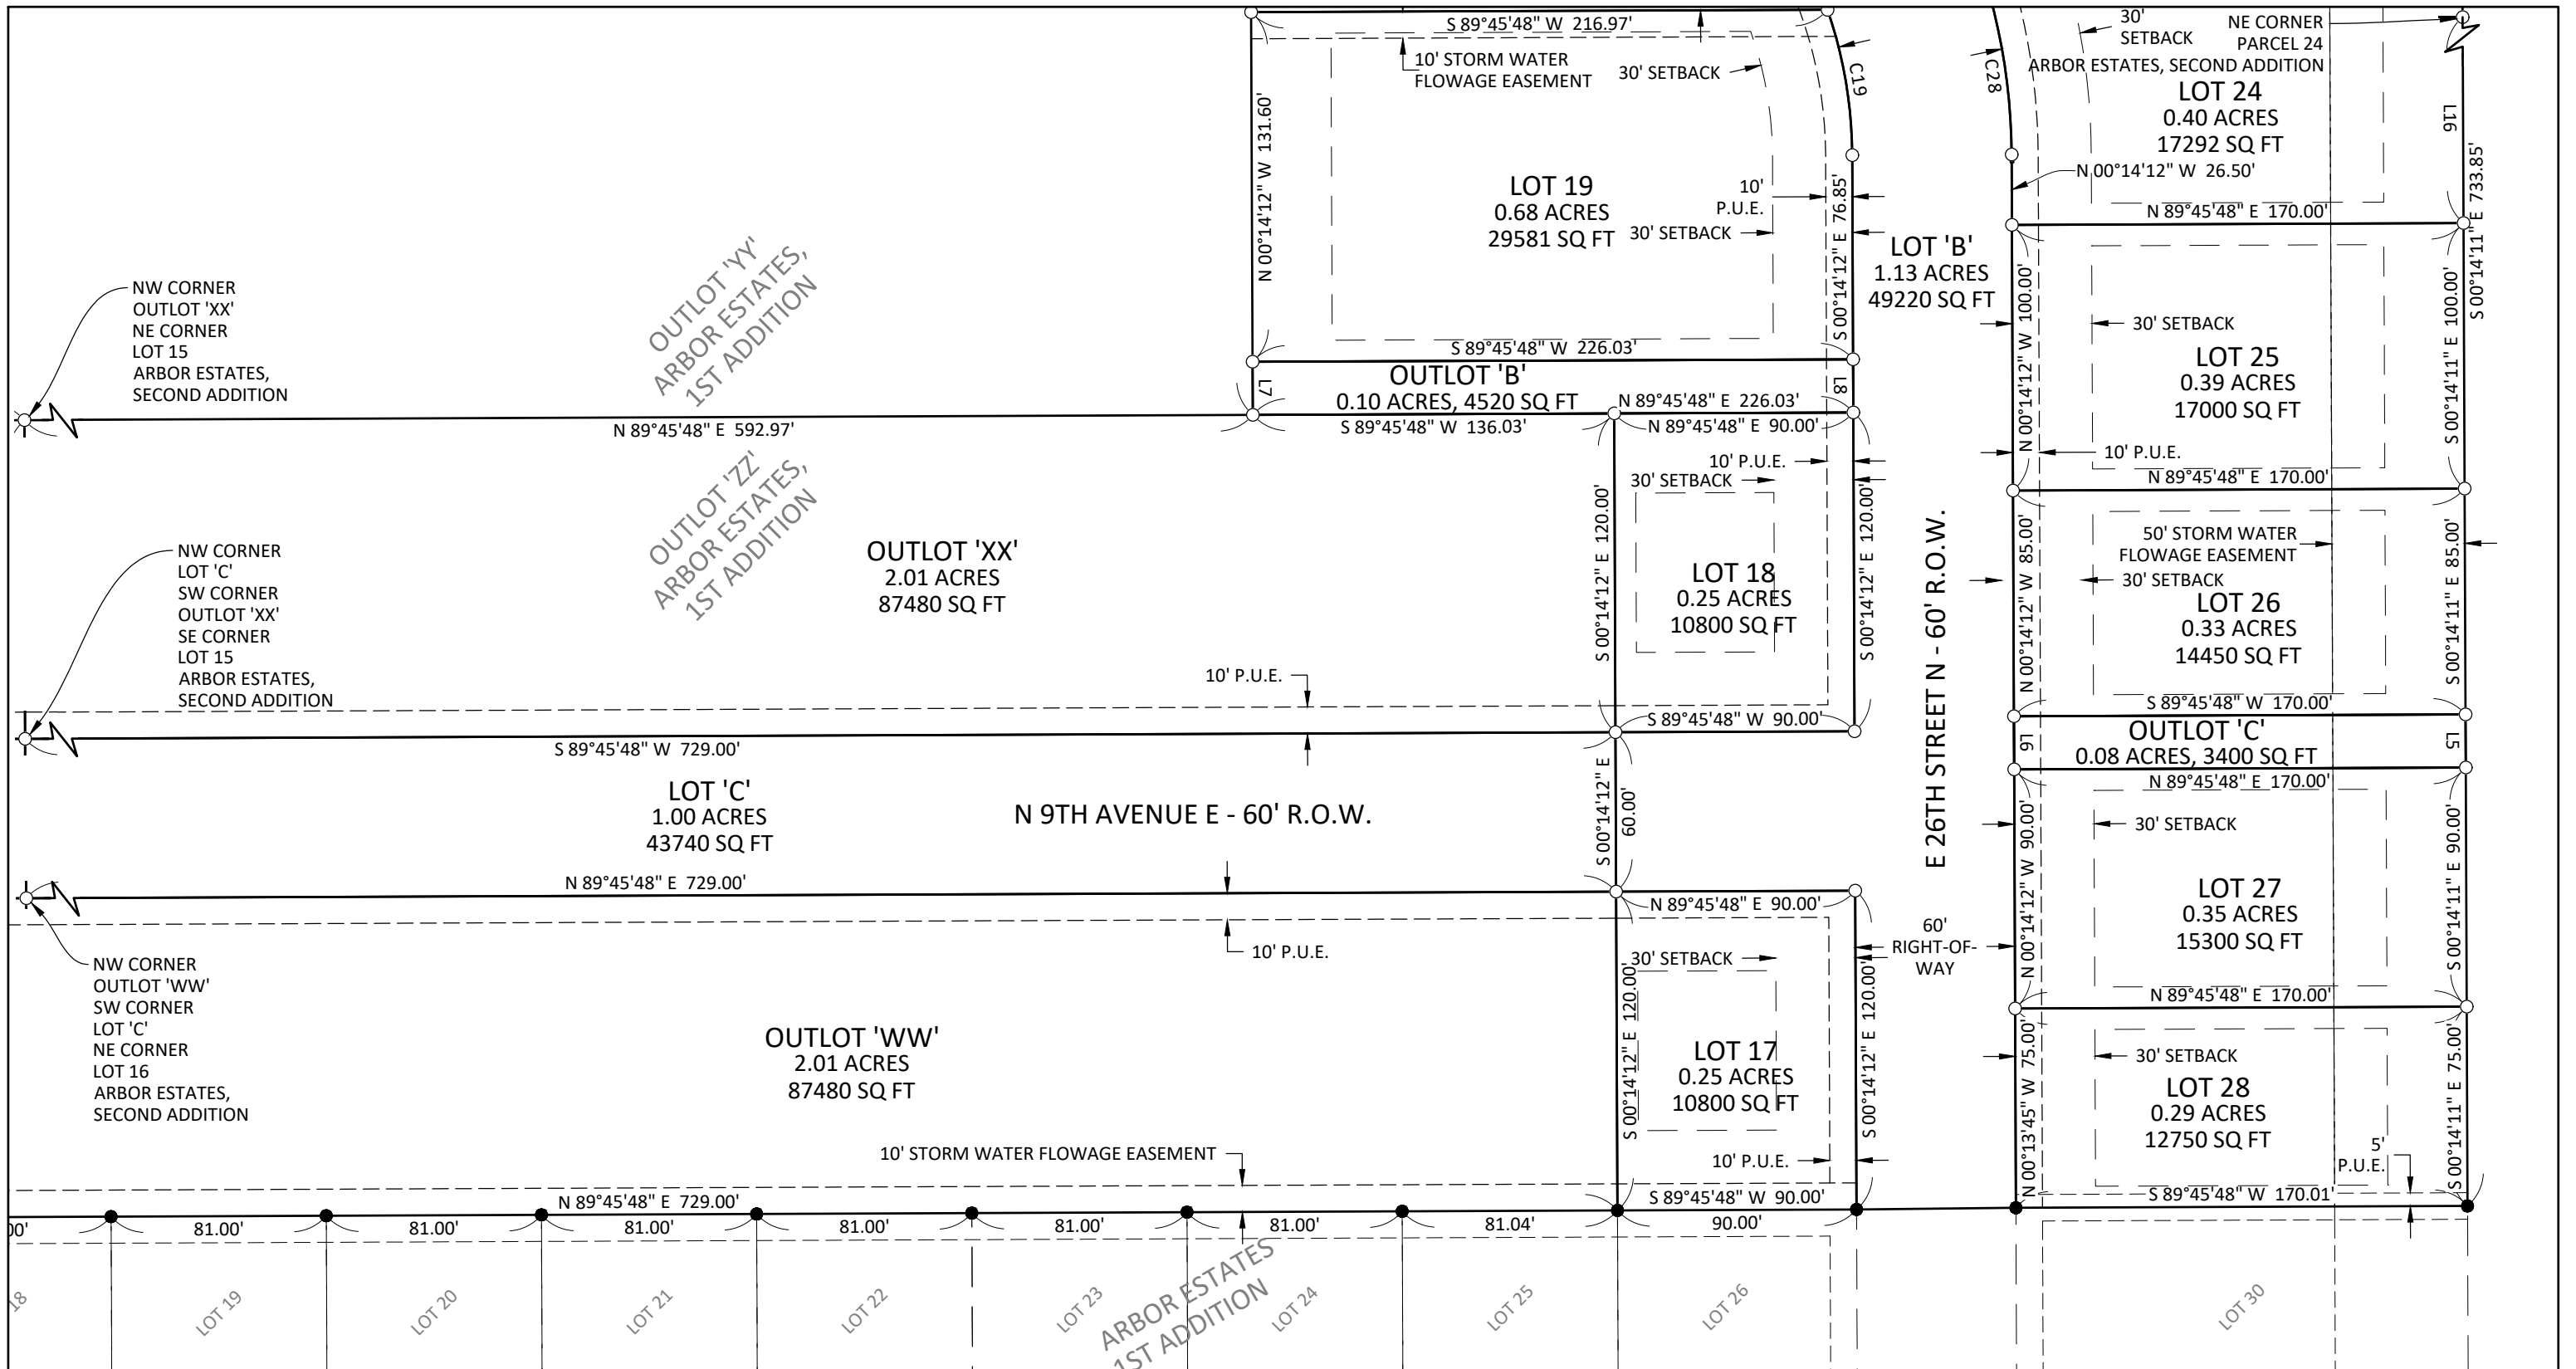 S 89°45'48" W 216.97'
10' STORM WATER
FLOWAGE EASEMENT
30' SETBACK
C19
C28
30'
SETBACK
NE CORNER
PARCEL 24
ARBOR ESTATES, SECOND ADDITION
LOT 24
0.40 ACRES
17292 SQ FT
L16
N 00°14'12" W 26.50'
N 00°14'12" W 131.60'
LOT 19
0.68 ACRES
29581 SQ FT
10'
P.U.E.
30' SETBACK
S 00°14'12" E 76.85'
N 89°45'48" E 170.00'
S 00°14'11" E 733.85'
LOT 'B'
1.13 ACRES
49220 SQ FT
OUTLOT 'YY'
ARBOR ESTATES,
1ST ADDITION
NW CORNER
OUTLOT 'XX'
NE CORNER
LOT 15
ARBOR ESTATES,
SECOND ADDITION
N 00°14'12" W 100.00'
30' SETBACK
LOT 25
0.39 ACRES
17000 SQ FT
S 00°14'11" E 100.00'
S 89°45'48" W 226.03'
L7
OUTLOT 'B'
0.10 ACRES, 4520 SQ FT
L8
N 89°45'48" E 226.03'
N 89°45'48" E 592.97'
S 89°45'48" W 136.03'
N 89°45'48" E 90.00'
10' P.U.E.
10' P.U.E.
N 89°45'48" E 170.00'
OUTLOT 'ZZ'
ARBOR ESTATES,
1ST ADDITION
30' SETBACK
S 00°14'12" E 120.00'
S 00°14'12" E 120.00'
NW CORNER
LOT 'C'
SW CORNER
OUTLOT 'XX'
SE CORNER
LOT 15
ARBOR ESTATES,
SECOND ADDITION
OUTLOT 'XX'
2.01 ACRES
87480 SQ FT
LOT 18
0.25 ACRES
10800 SQ FT
E 26TH STREET N - 60' R.O.W.
N 00°14'12" W 85.00'
50' STORM WATER
FLOWAGE EASEMENT
30' SETBACK
LOT 26
0.33 ACRES
14450 SQ FT
S 00°14'11" E 85.00'
10' P.U.E.
S 89°45'48" W 170.00'
S 89°45'48" W 729.00'
S 89°45'48" W 90.00'
L6
OUTLOT 'C'
0.08 ACRES, 3400 SQ FT
L5
N 89°45'48" E 170.00'
LOT 'C'
1.00 ACRES
43740 SQ FT
N 9TH AVENUE E - 60' R.O.W.
S 00°14'12" E
60.00'
N 00°14'12" W 90.00'
30' SETBACK
LOT 27
0.35 ACRES
15300 SQ FT
S 00°14'11" E 90.00'
N 89°45'48" E 729.00'
N 89°45'48" E 90.00'
60'
RIGHT-OF-
WAY
10' P.U.E.
30' SETBACK
NW CORNER
OUTLOT 'WW'
SW CORNER
LOT 'C'
NE CORNER
LOT 16
ARBOR ESTATES,
SECOND ADDITION
N 89°45'48" E 170.00'
OUTLOT 'WW'
2.01 ACRES
87480 SQ FT
S 00°14'12" E 120.00'
LOT 17
0.25 ACRES
10800 SQ FT
S 00°14'12" E 120.00'
N 00°13'45" W 75.00'
30' SETBACK
LOT 28
0.29 ACRES
12750 SQ FT
S 00°14'11" E 75.00'
5'
P.U.E.
10' STORM WATER FLOWAGE EASEMENT
10' P.U.E.
N 89°45'48" E 729.00'
S 89°45'48" W 90.00'
S 89°45'48" W 170.01'
00'
81.00'
81.00'
81.00'
81.00'
81.00'
81.00'
81.04'
90.00'
18
LOT 19
LOT 20
LOT 21
LOT 22
LOT 23
ARBOR ESTATES
1ST ADDITION
LOT 24
LOT 25
LOT 26
LOT 30